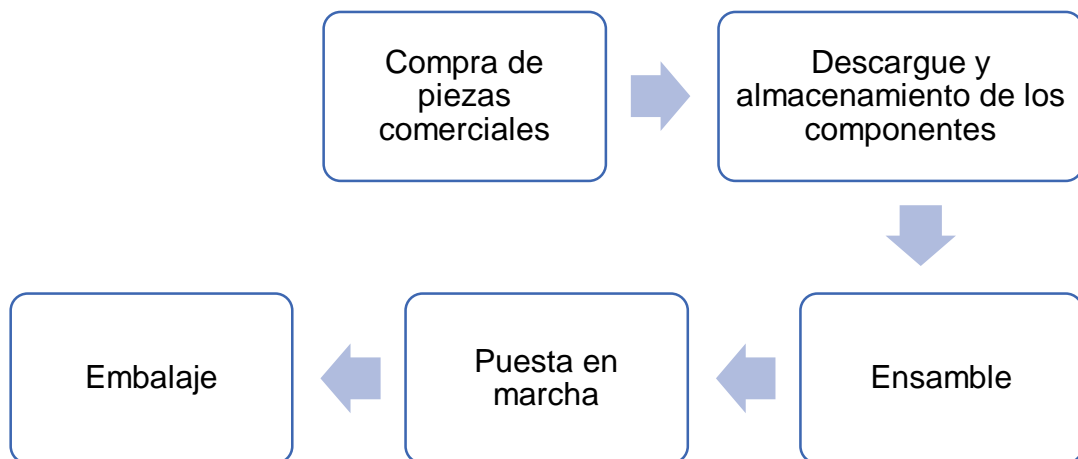 Compra de
piezas
comerciales
Descargue y
almacenamiento de los
componentes
Ensamble
Puesta en
marcha
Embalaje